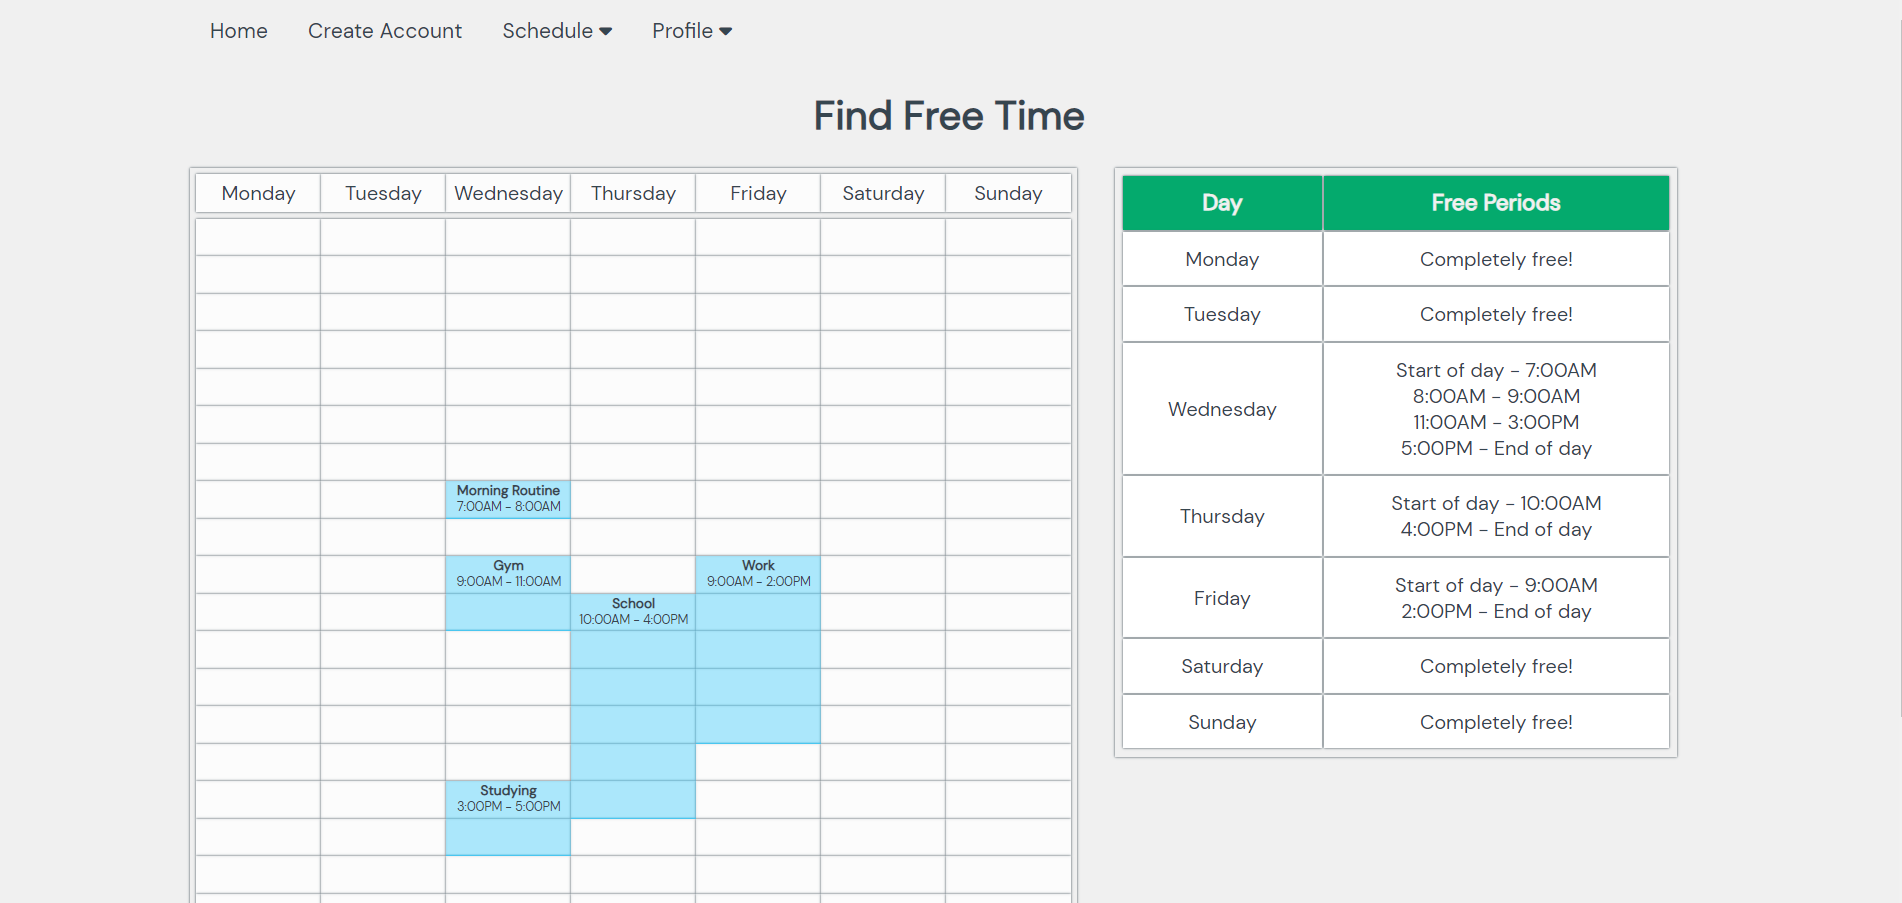 Home Create Account Schedule Profile
Find Free Time
Monday Tuesday Wednesday Thursday Friday Saturday Sunday
Morning Routine
7:00AM - 8:00AM
Gym
9:00AM - 11:00AM
Work
9:00AM - 2:00PM
School
10:00AM - 4:00PM
Studying
3:00PM - 5:00PM
Day Free Periods
Monday Completely free!
Tuesday Completely free!
Wednesday
Start of day - 7:00AM
8:00AM - 9:00AM
11:00AM - 3:00PM
5:00PM - End of day
Thursday
Start of day - 10:00AM
4:00PM - End of day
Friday
Start of day - 9:00AM
2:00PM - End of day
Saturday Completely free!
Sunday Completely free!